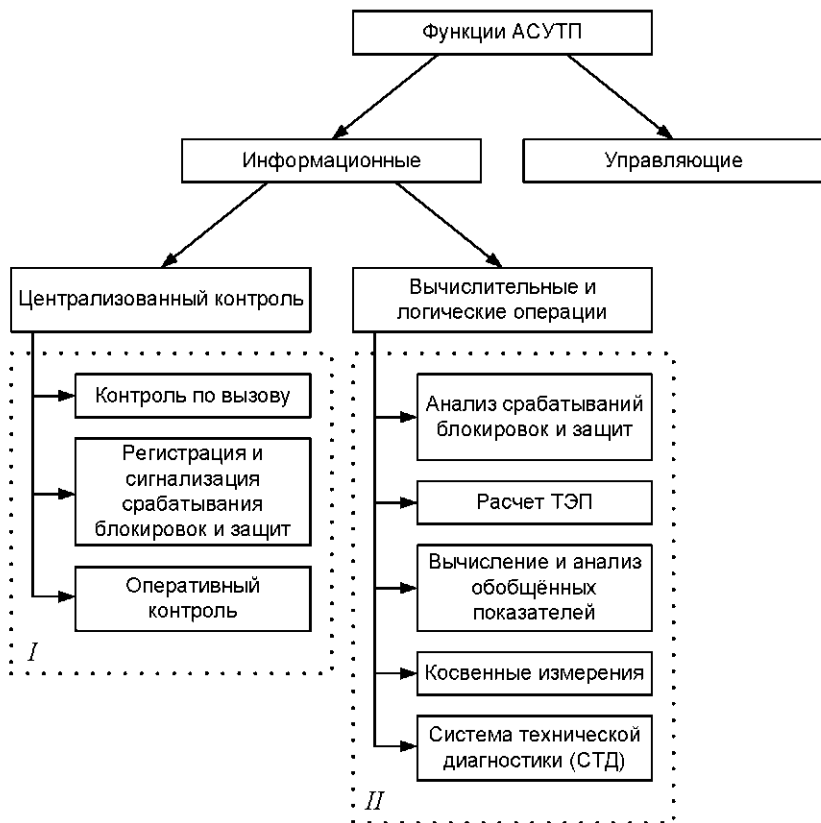 Функции АСУТП
Информационные
Управляющие
Централизованный контроль
Вычислительные и
логические операции
Контроль по вызову
Регистрация и
сигнализация
срабатывания
блокировок и защит
Оперативный
контроль
I
Анализ срабатываний
блокировок и защит
Расчет ТЭП
Вычисление и анализ
обобщённых
показателей
Косвенные измерения
Система технической
диагностики (СТД)
II